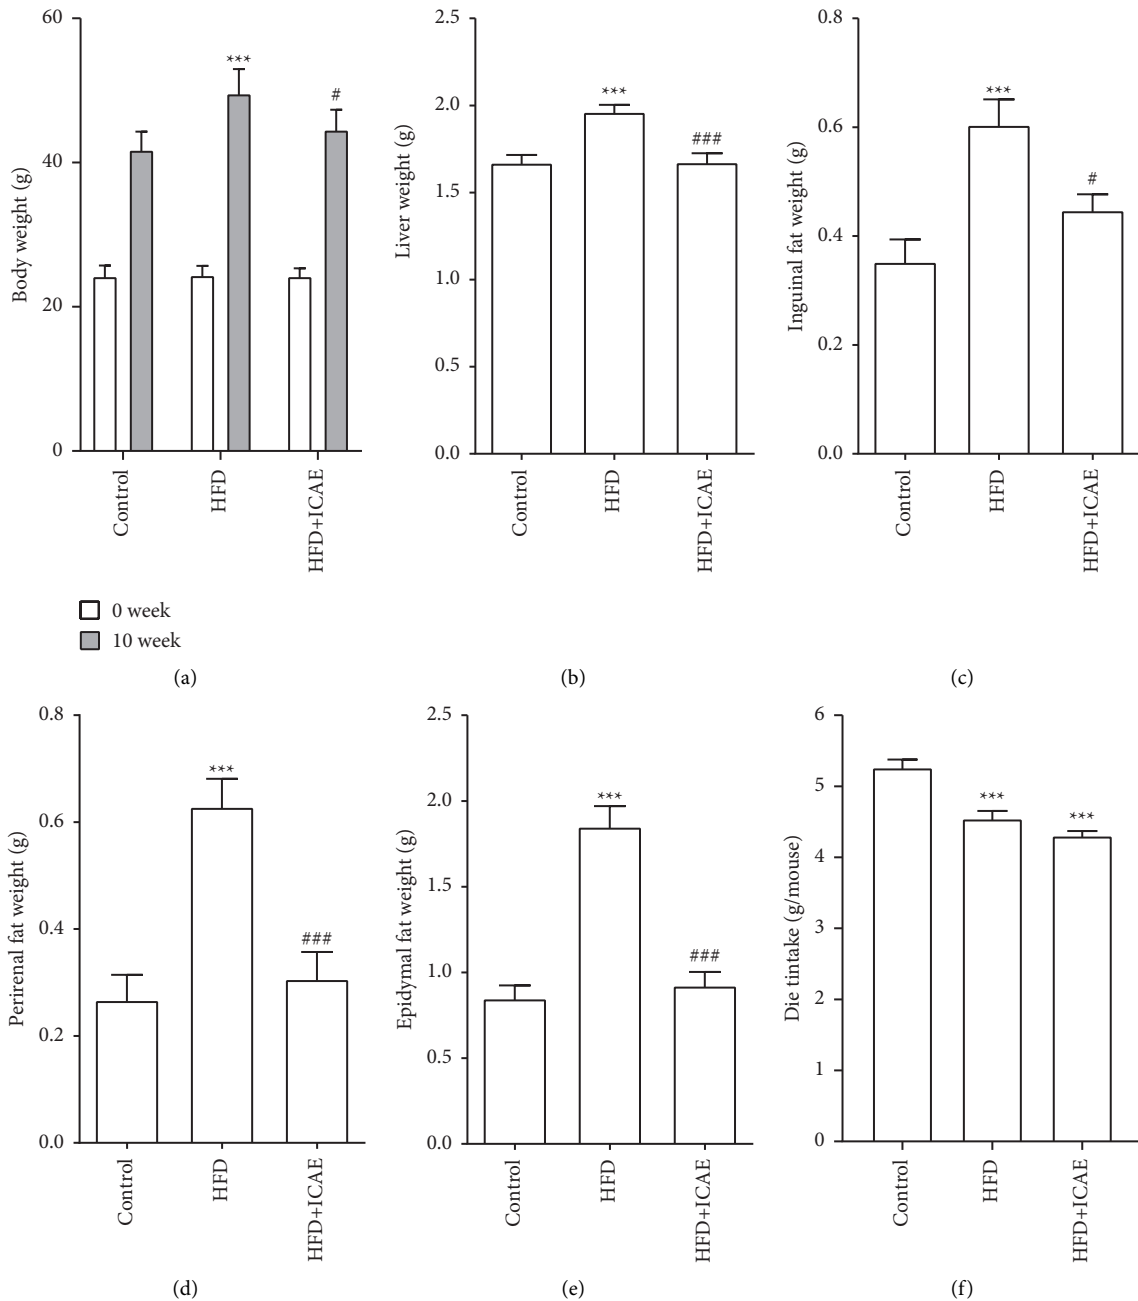 Body weight (g)
60
40
20
0
***
#
Control
HFD
HFD+ICAE
0 week
10 week
(a)
Liver weight (g)
2.5
2.0
1.5
1.0
0.5
0.0
***
###
Control
HFD
HFD+ICAE
(b)
Inguinal fat weight (g)
0.8
0.6
0.4
0.2
0.0
***
#
Control
HFD
HFD+ICAE
(c)
Perirenal fat weight (g)
0.8
0.6
0.4
0.2
0.0
***
###
Control
HFD
HFD+ICAE
(d)
Epidymal fat weight (g)
2.5
2.0
1.5
1.0
0.5
0.0
***
###
Control
HFD
HFD+ICAE
(e)
Die tintake (g/mouse)
6
5
4
3
2
1
0
***
***
Control
HFD
HFD+ICAE
(f)